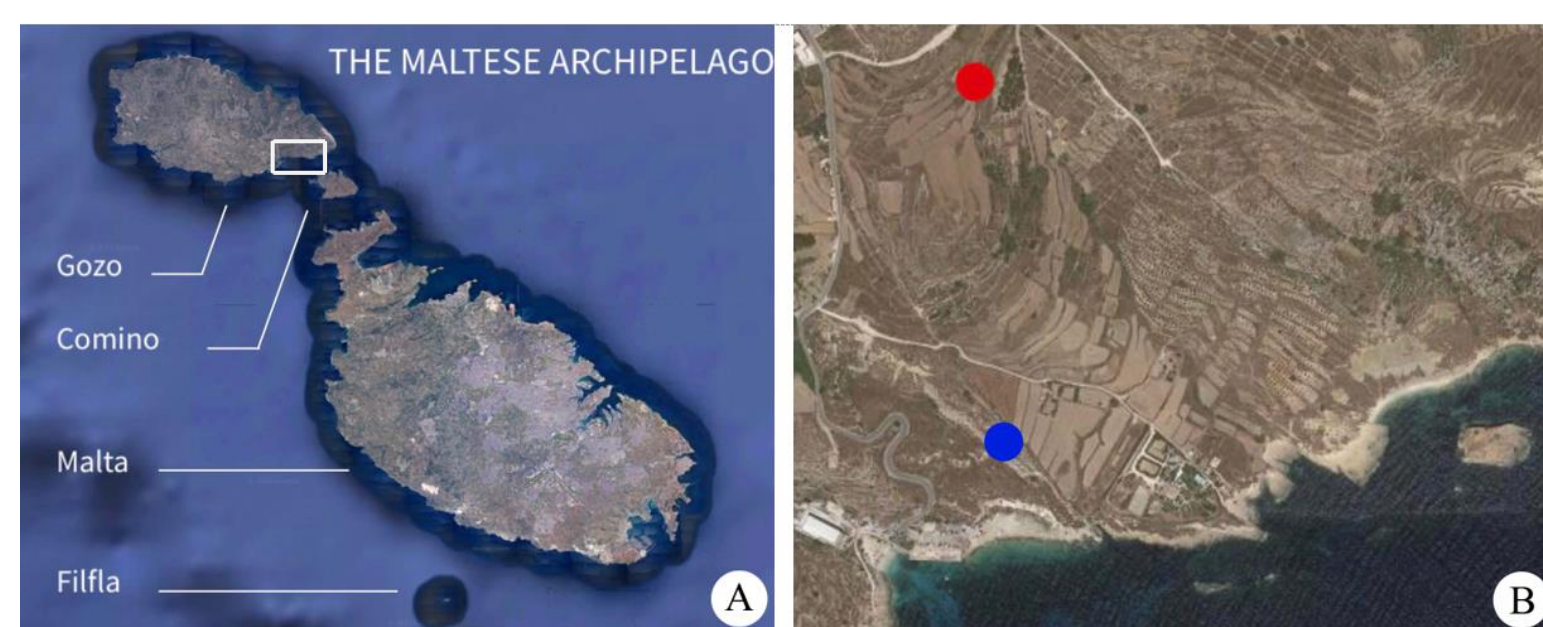 THE MALTESE ARCHIPELAGO
Gozo
Comino
Malta
Filfla
A
B